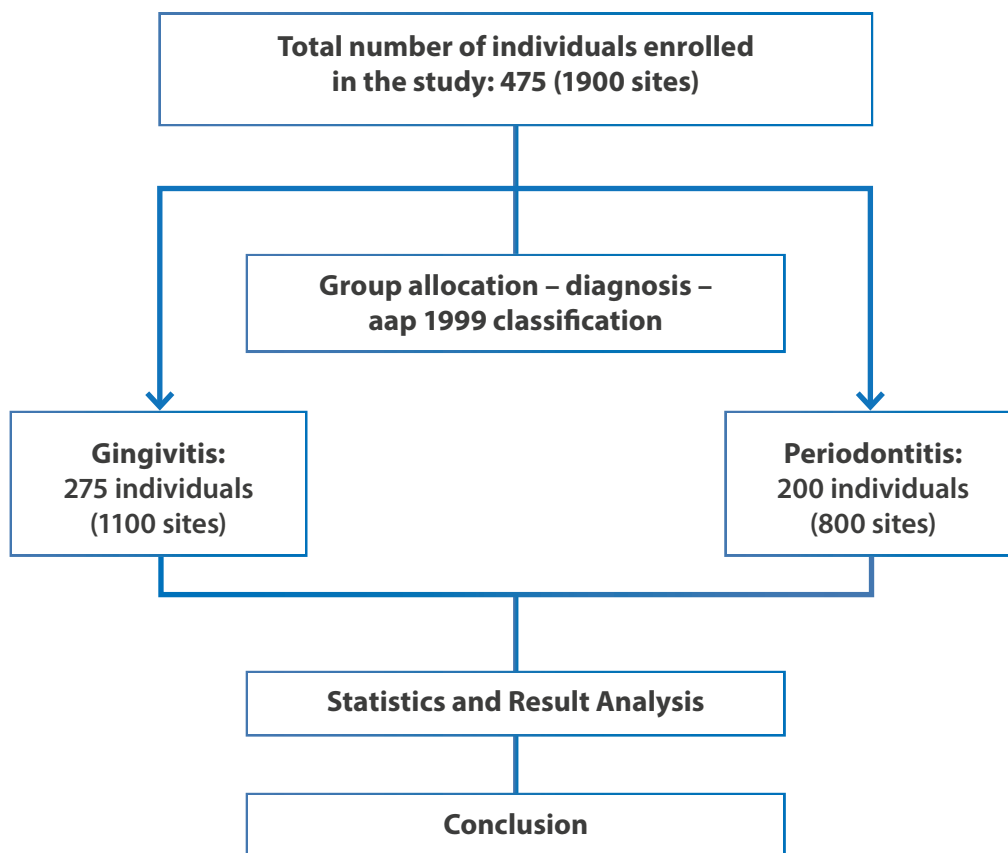 Total number of individuals enrolled
in the study: 475 (1900 sites)
Group allocation – diagnosis –
aap 1999 classification
Gingivitis:
275 individuals
(1100 sites)
Periodontitis:
200 individuals
(800 sites)
Statistics and Result Analysis
Conclusion